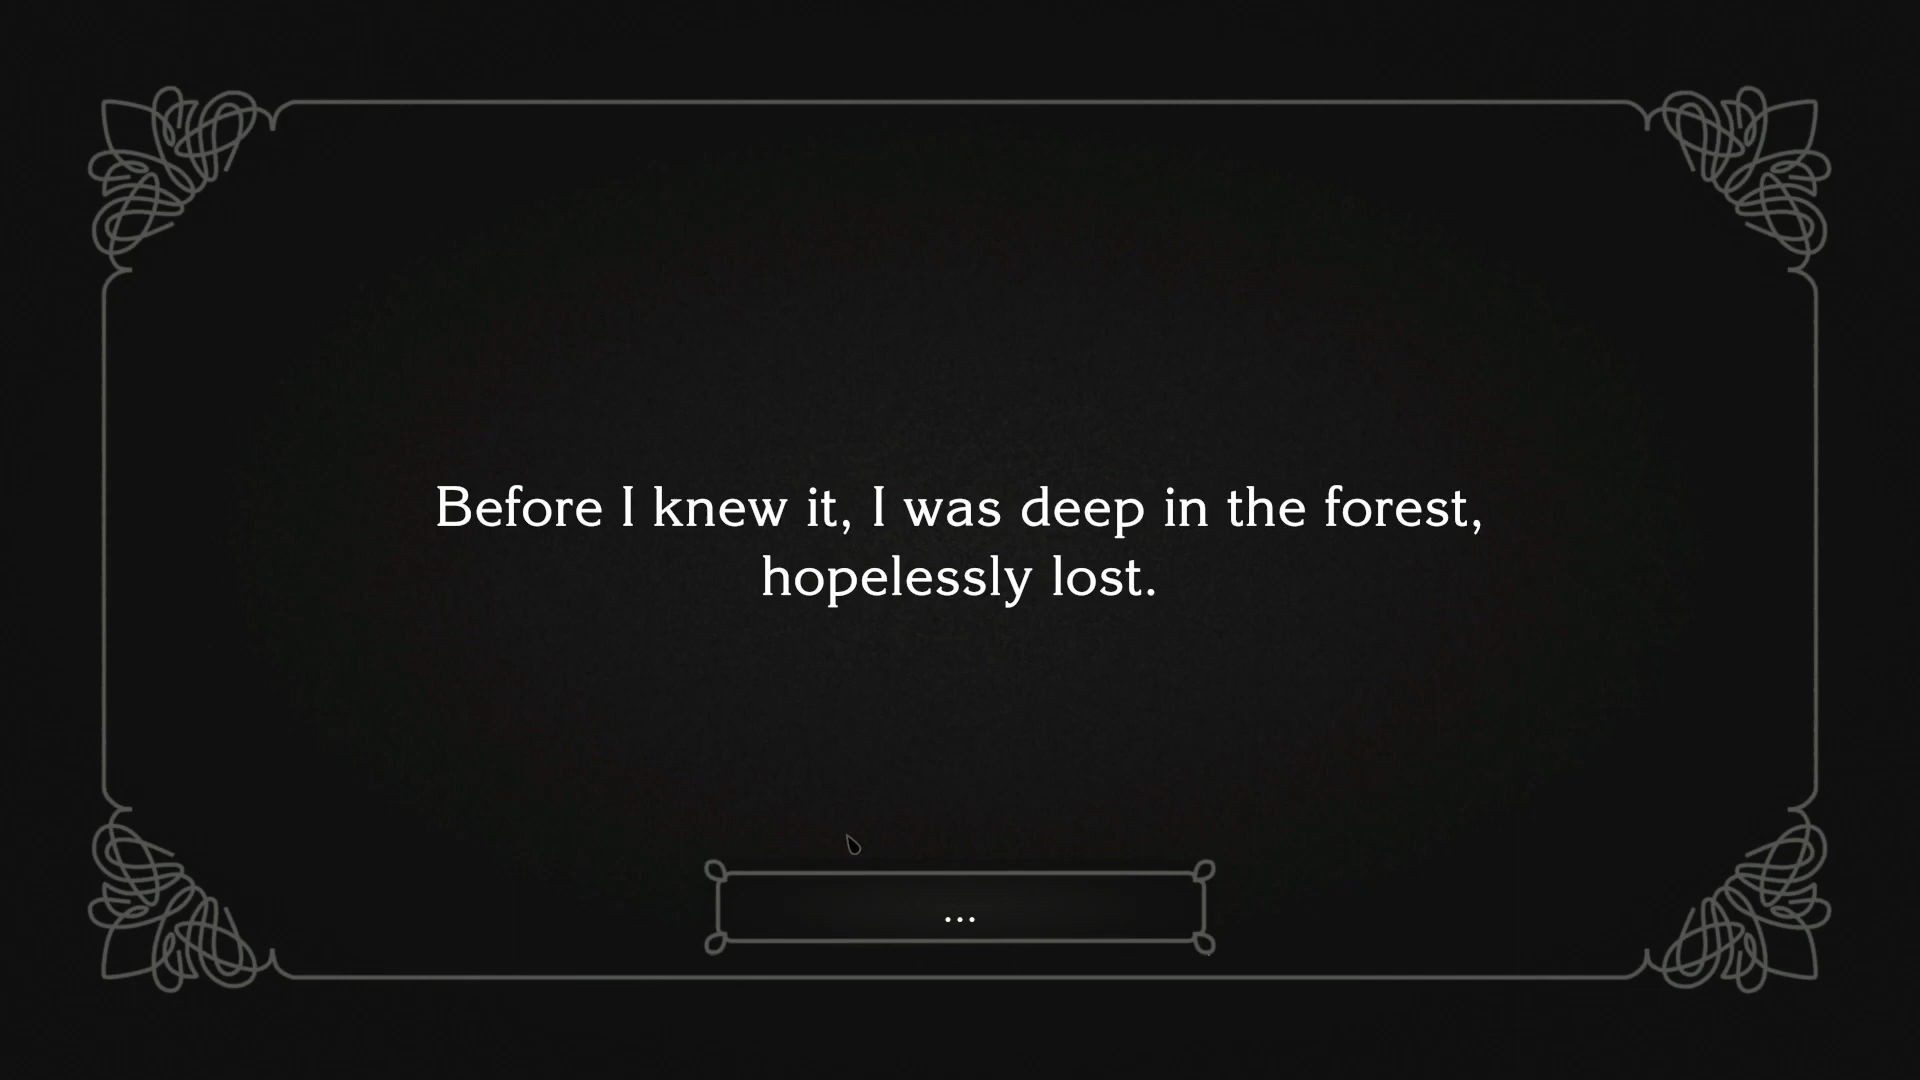 Before I knew it, I was deep in the forest,
hopelessly lost.
...